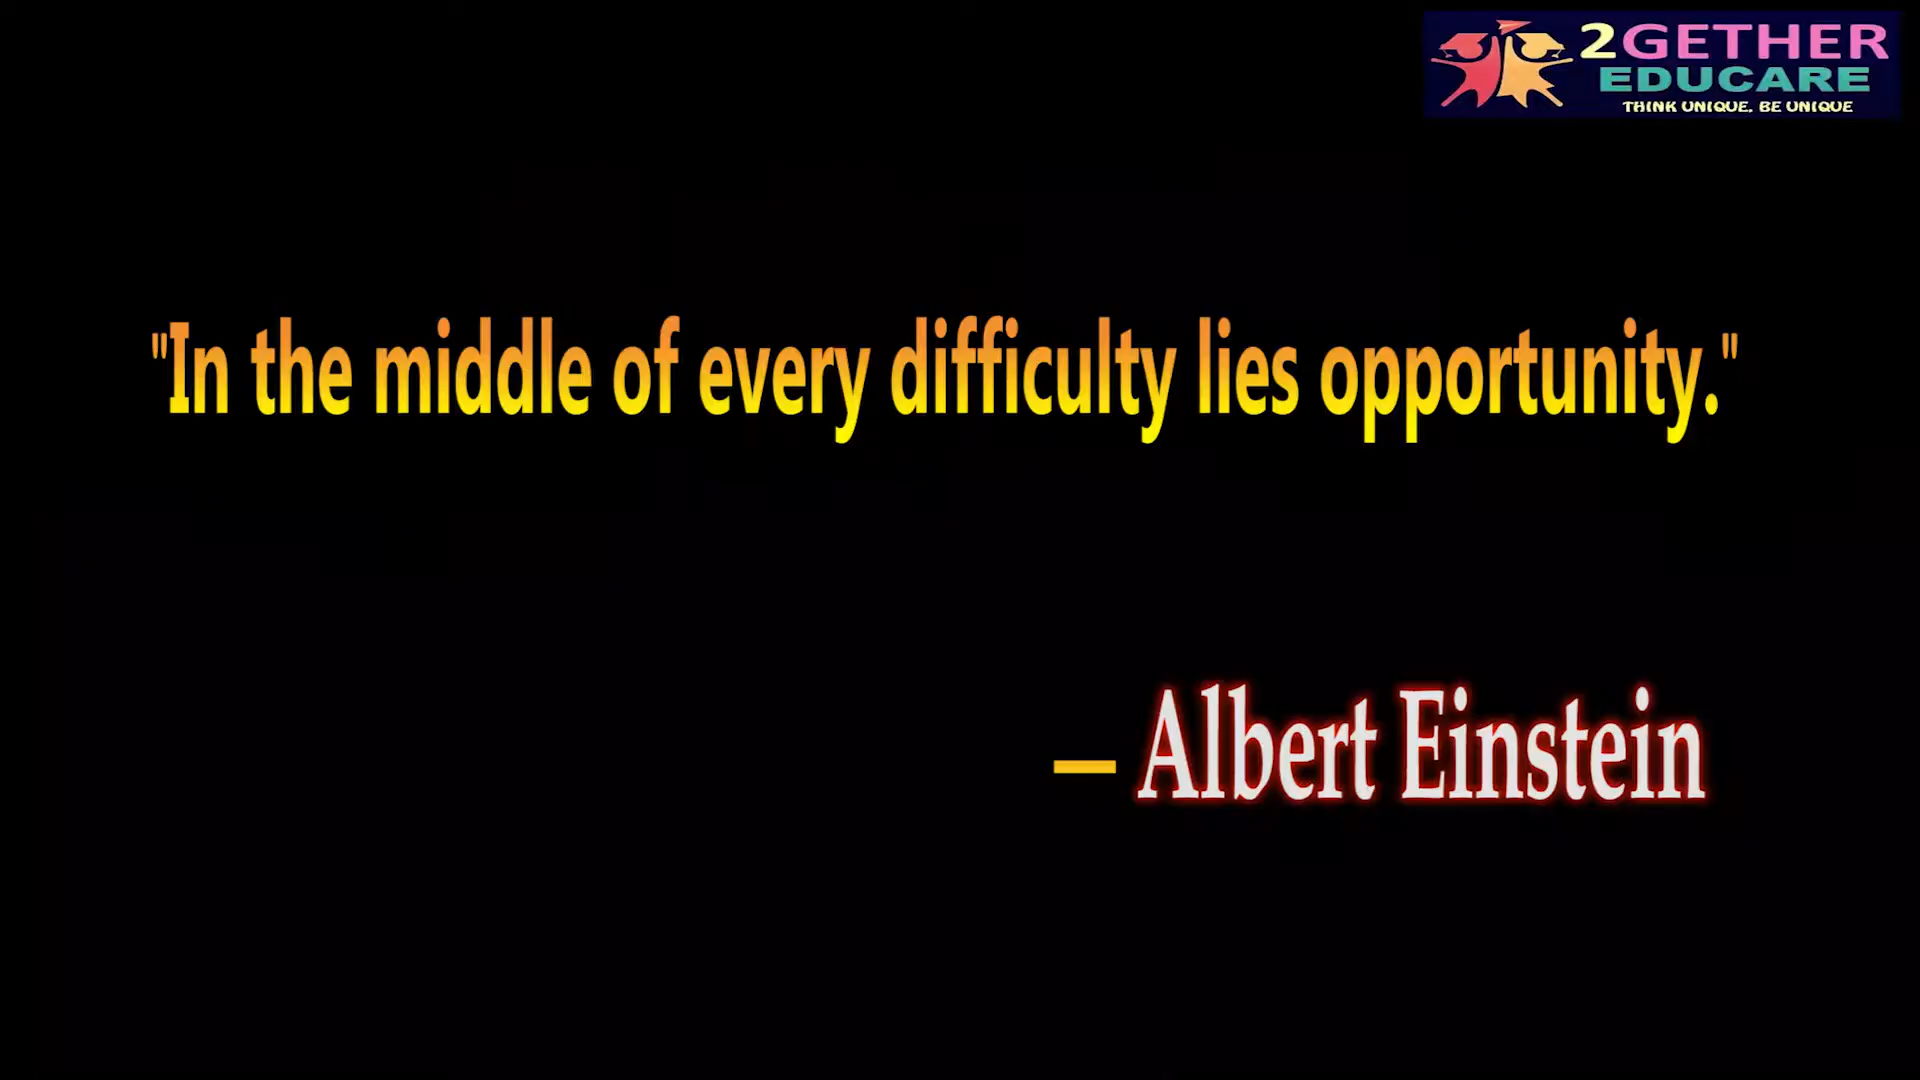 2GETHER
EDUCARE
THINK UNIQUE, BE UNIQUE
"In the middle of every difficulty lies opportunity."
— Albert Einstein